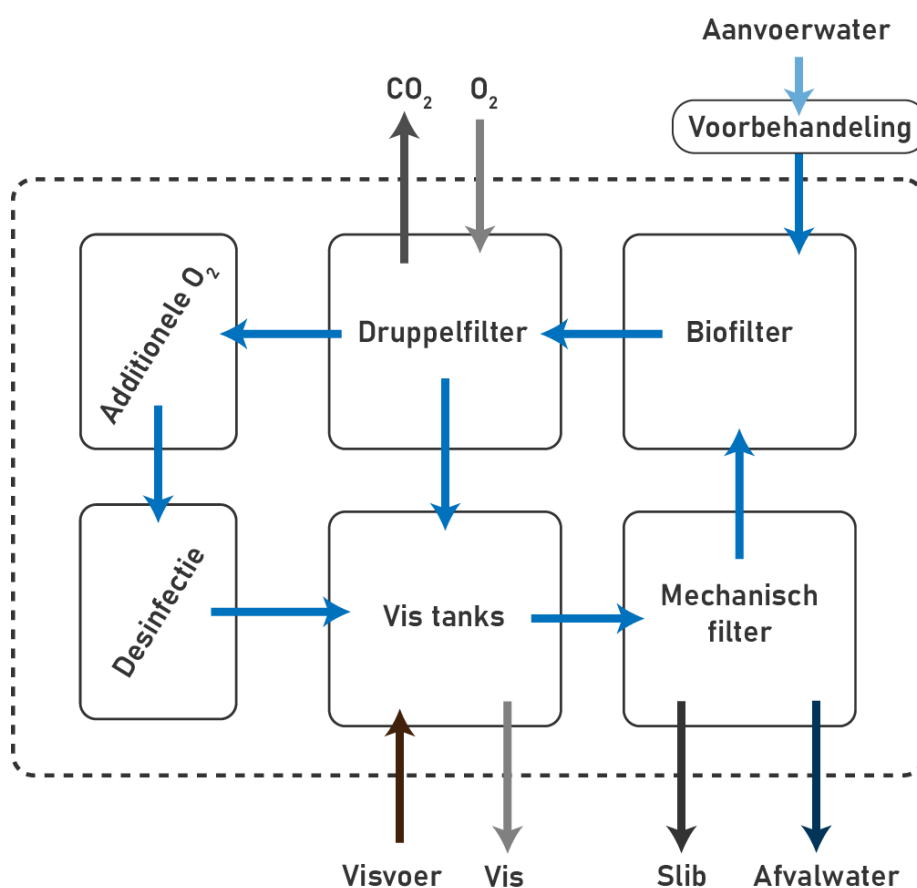 Aanvoerwater
CO₂
O₂
Voorbehandeling
Additionele O₂
Druppelfilter
Biofilter
Desinfectie
Vis tanks
Mechanisch
filter
Visvoer
Vis
Slib
Afvalwater